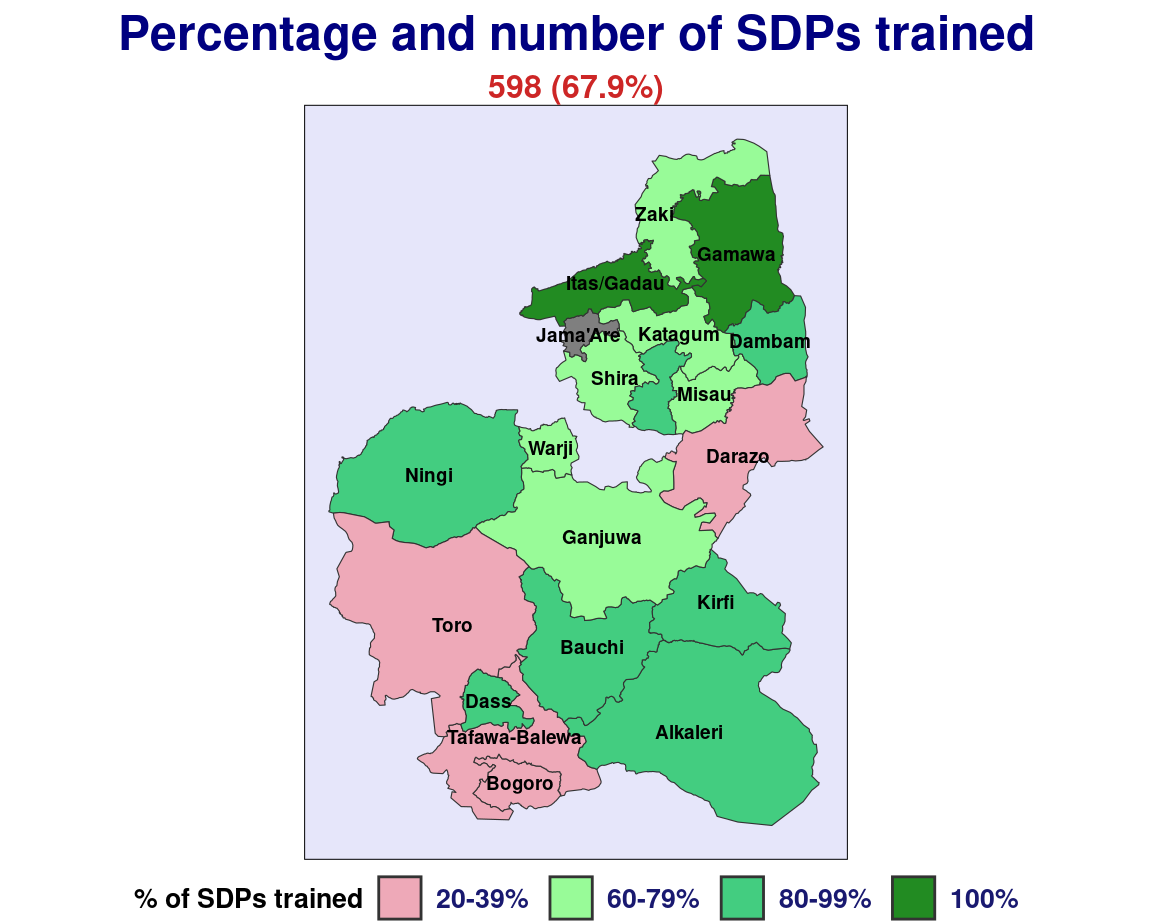 Percentage and number of SDPs trained
598 (67.9%)
Zaki
Gamawa
Itas/Gadau
Jama'Are
Katagum
Dambam
Shira
Misau
Warji
Darazo
Ningi
Ganjuwa
Kirfi
Toro
Bauchi
Dass
Alkaleri
Tafawa-Balewa
Bogoro
% of SDPs trained 20-39% 60-79% 80-99% 100%